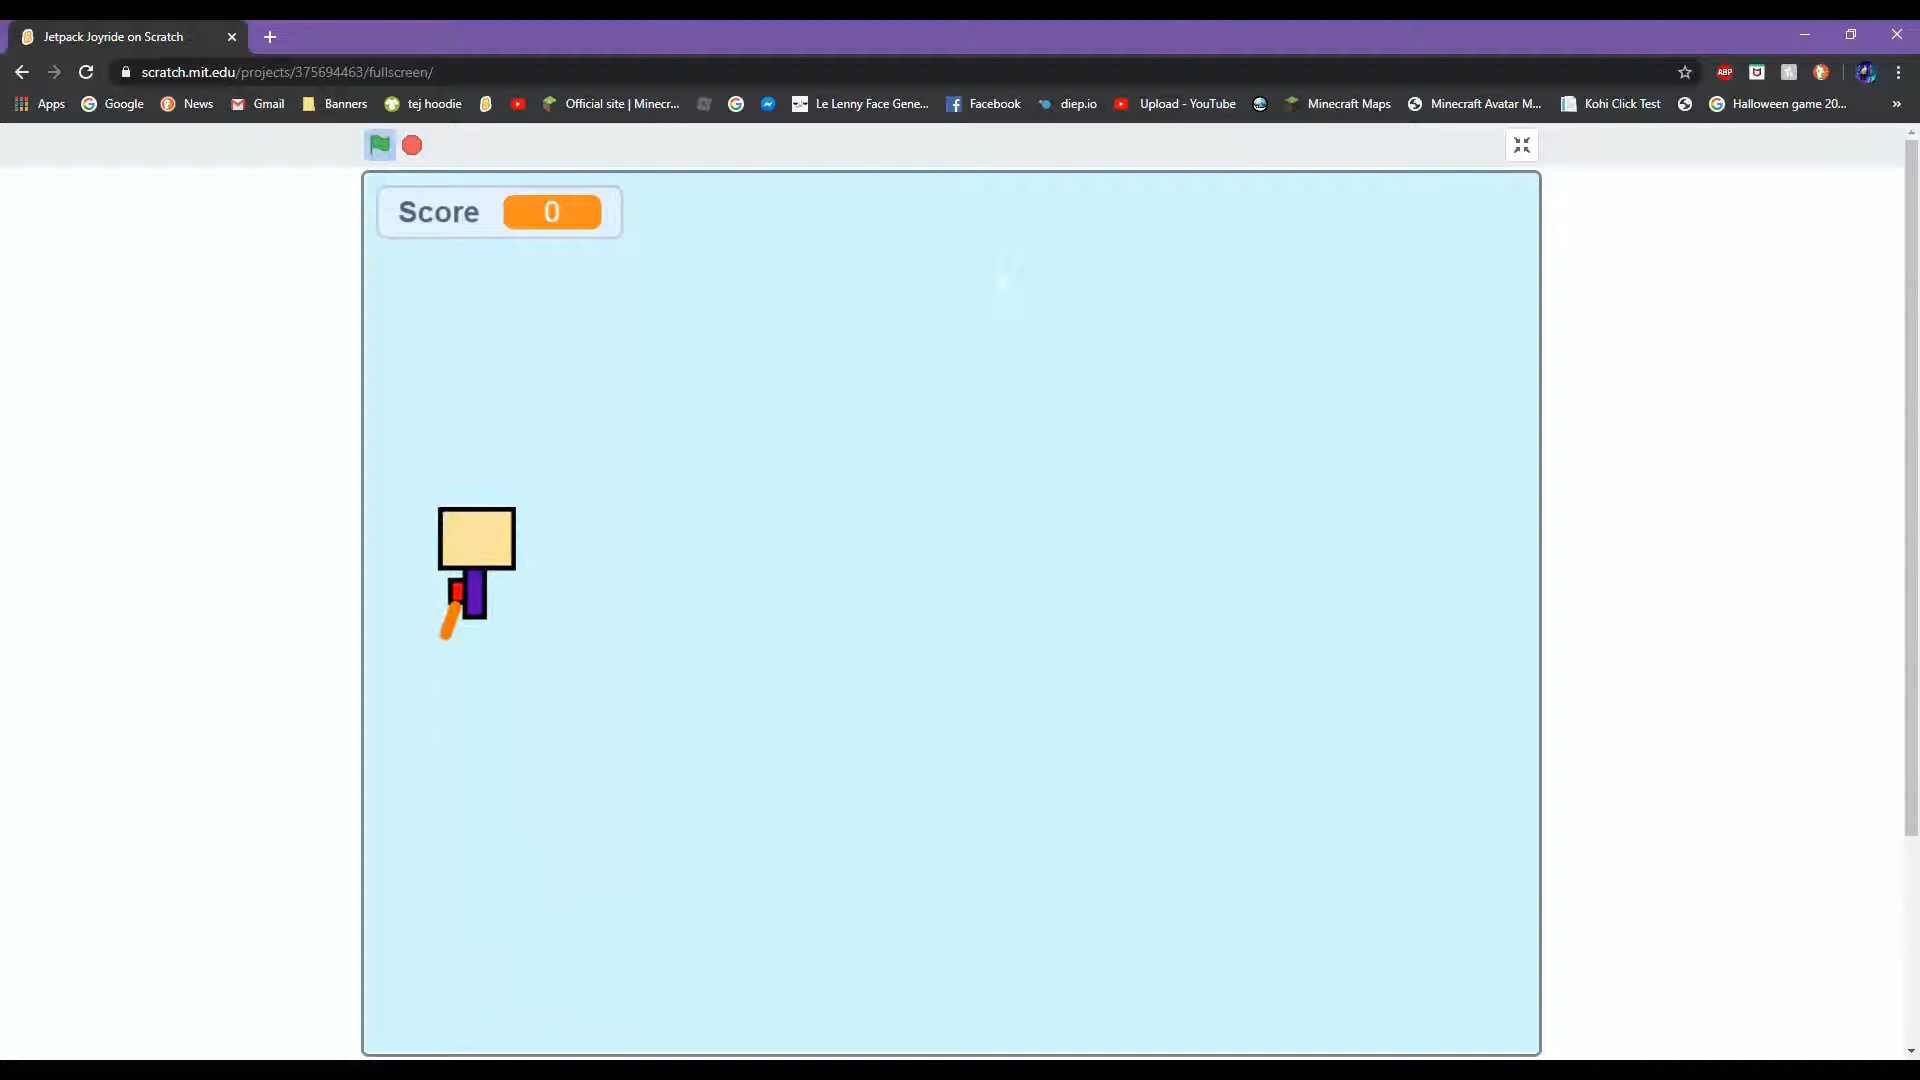 Jetpack Joyride on Scratch
scratch.mit.edu/projects/375694463/fullscreen/
ABP
Apps Google News Gmail Banners tej hoodie Official site | Minecr... Le Lenny Face Gene... Facebook diep.io Upload - YouTube Minecraft Maps Minecraft Avatar M... Kohi Click Test Halloween game 20...
Score 0